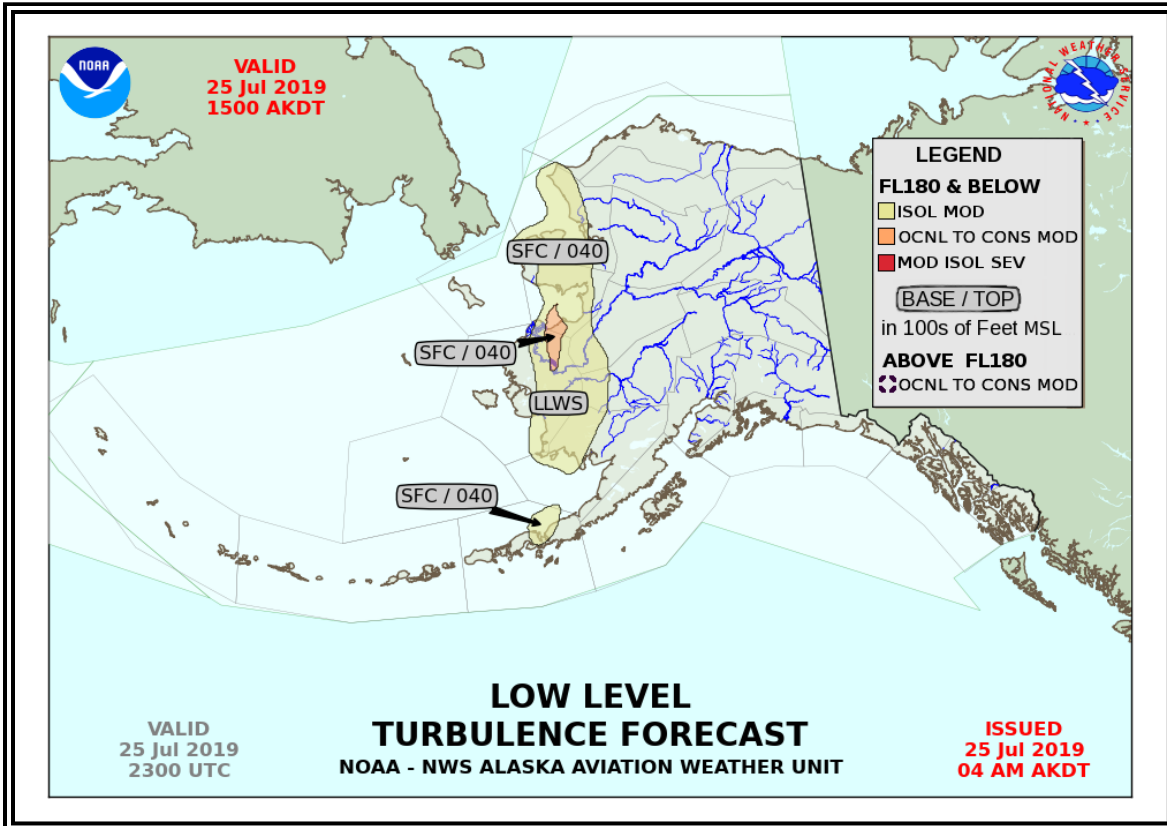 NOAA
VALID
25 Jul 2019
1500 AKDT
NATIONAL WEATHER SERVICE
LEGEND
FL180 & BELOW
ISOL MOD
OCNL TO CONS MOD
MOD ISOL SEV
BASE / TOP
in 100s of Feet MSL
ABOVE FL180
OCNL TO CONS MOD
SFC / 040
SFC / 040
LLWS
SFC / 040
LOW LEVEL
TURBULENCE FORECAST
NOAA - NWS ALASKA AVIATION WEATHER UNIT
VALID
25 Jul 2019
2300 UTC
ISSUED
25 Jul 2019
04 AM AKDT